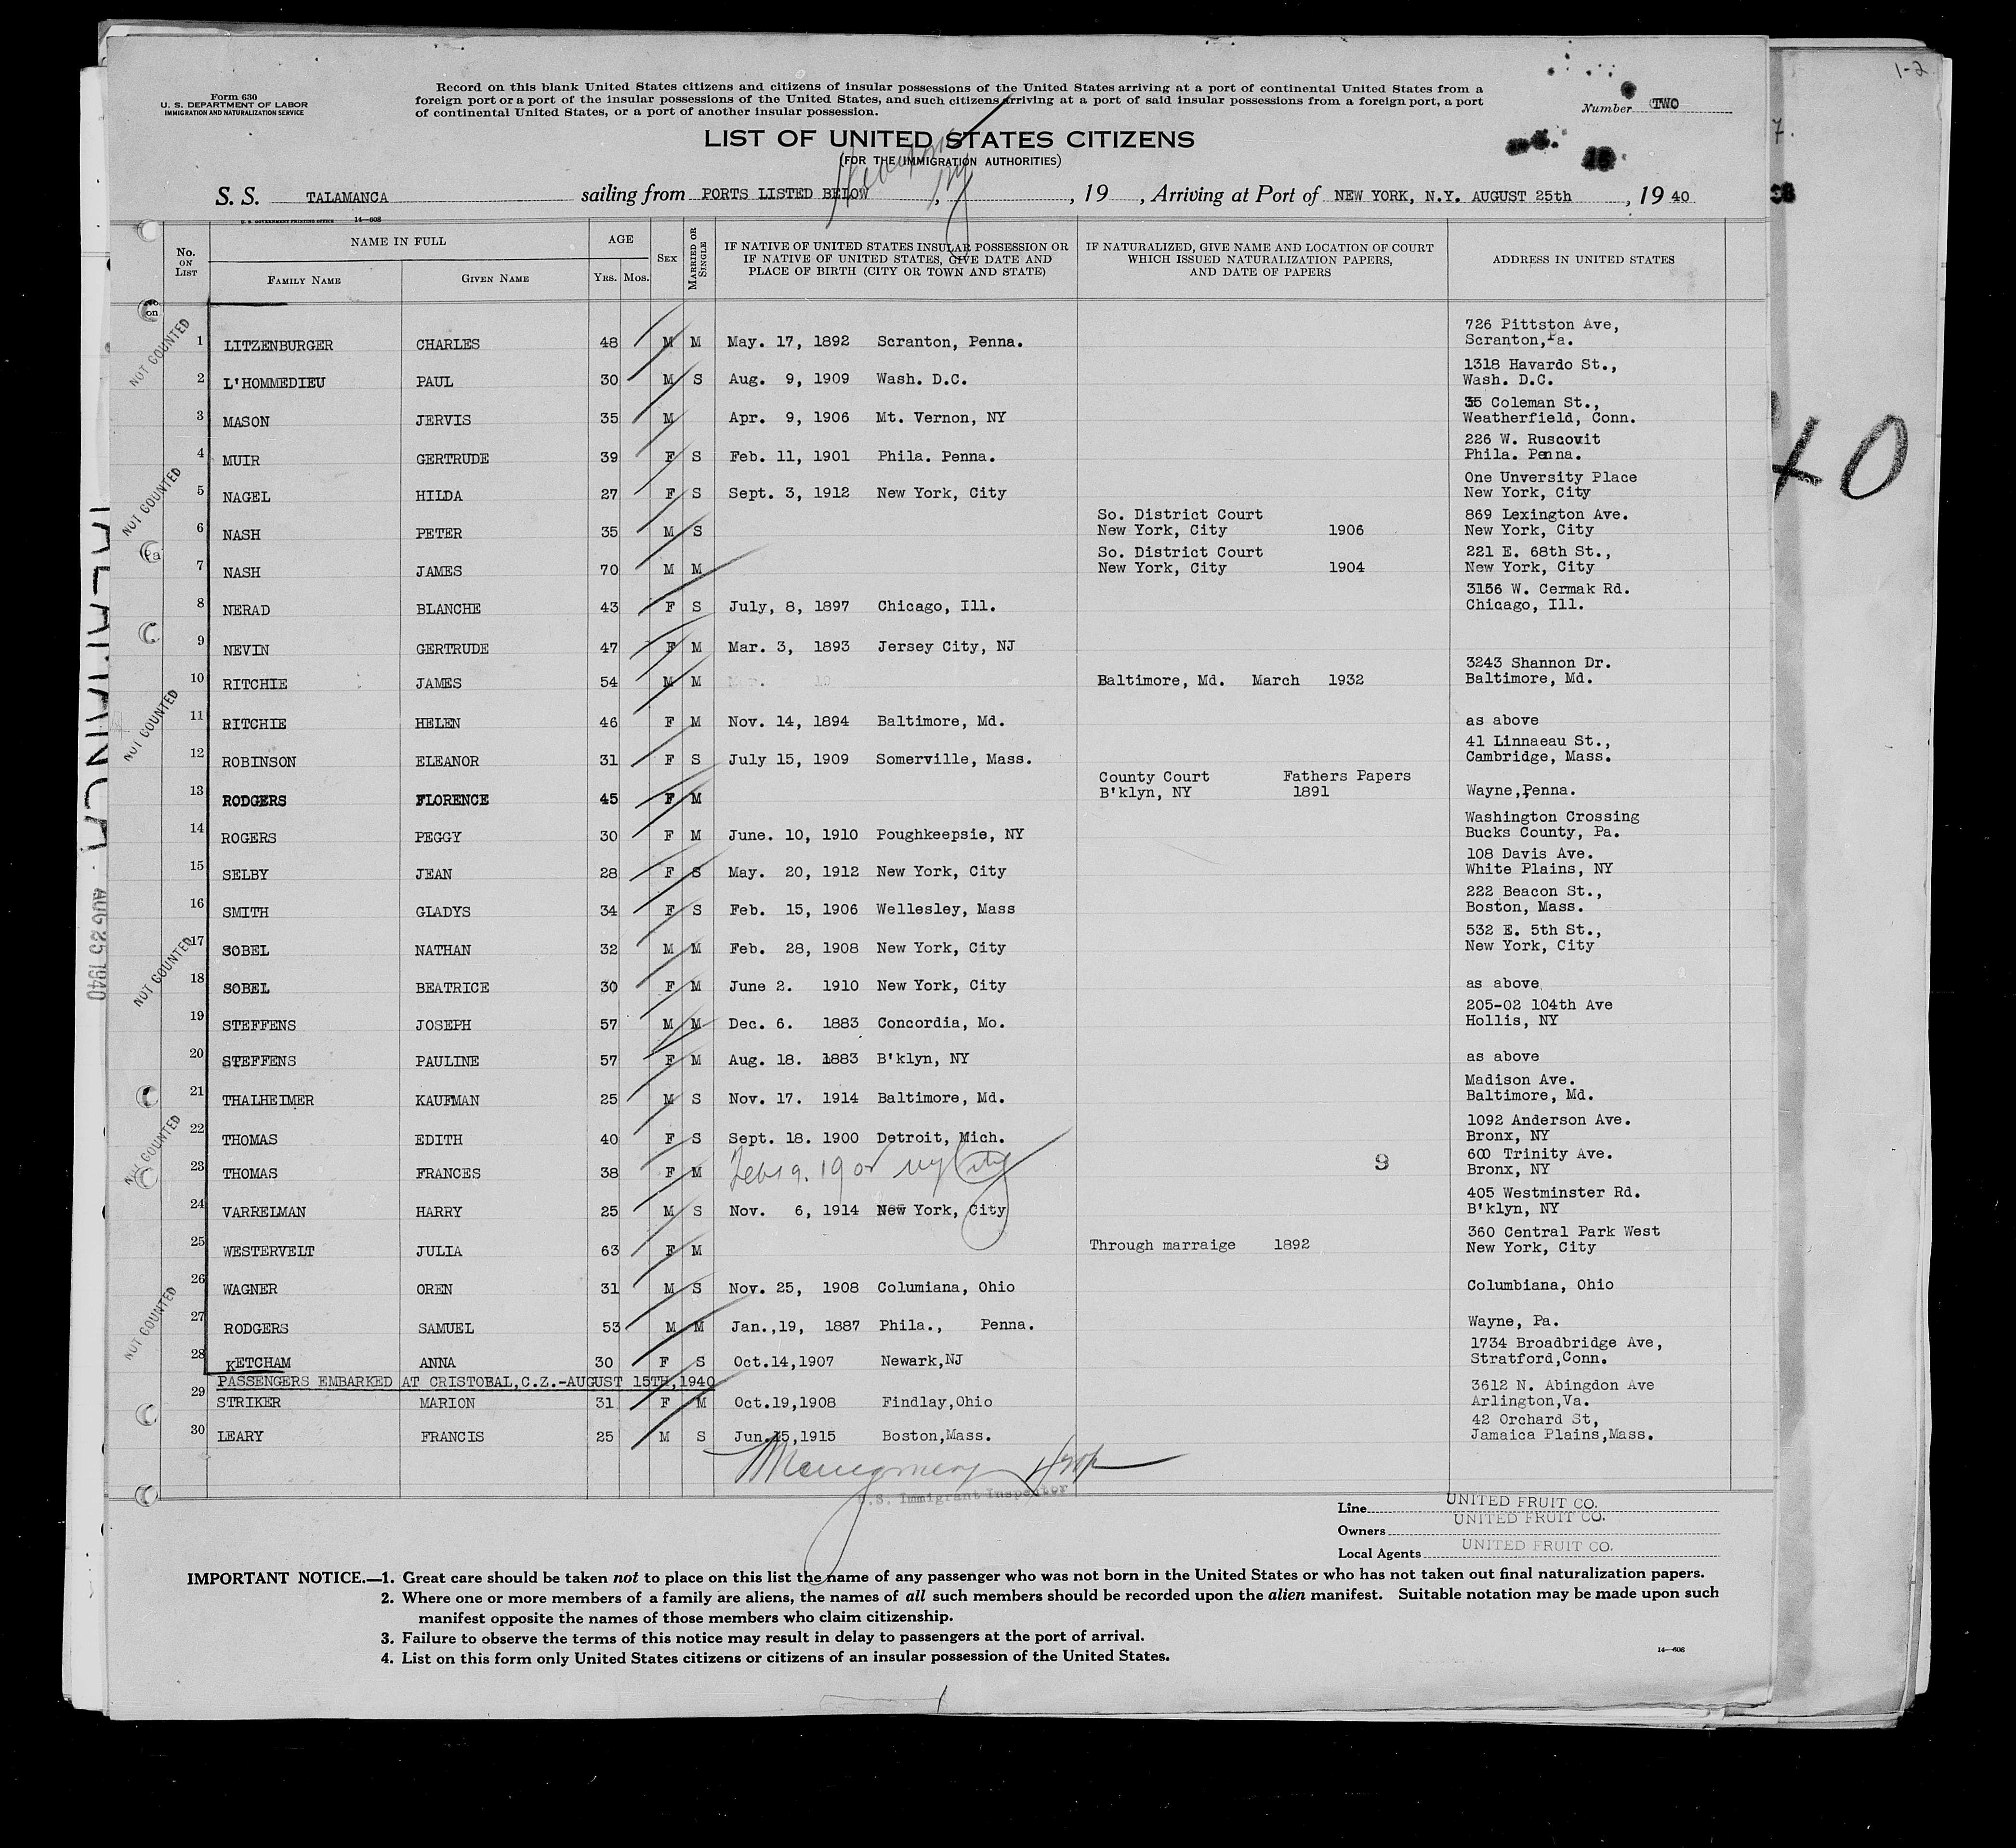 1-2
Form 630
U. S. DEPARTMENT OF LABOR
IMMIGRATION AND NATURALIZATION SERVICE
Record on this blank United States citizens and citizens of insular possessions of the United States arriving at a port of continental United States from a
foreign port or a port of the insular possessions of the United States, and such citizens arriving at a port of said insular possessions from a foreign port, a port
of continental United States, or a port of another insular possession.
Number TWO
LIST OF UNITED STATES CITIZENS
(FOR THE IMMIGRATION AUTHORITIES)
S. S. TALAMANCA sailing from PORTS LISTED BELOW , , 19 , Arriving at Port of NEW YORK, N.Y. AUGUST 25th , 19 40
U. S. GOVERNMENT PRINTING OFFICE 14—608
No. ON LIST NAME IN FULL FAMILY NAME GIVEN NAME AGE YRS. MOS. SEX MARRIED OR SINGLE IF NATIVE OF UNITED STATES INSULAR POSSESSION OR IF NATIVE OF UNITED STATES, GIVE DATE AND PLACE OF BIRTH (CITY OR TOWN AND STATE) IF NATURALIZED, GIVE NAME AND LOCATION OF COURT WHICH ISSUED NATURALIZATION PAPERS, AND DATE OF PAPERS ADDRESS IN UNITED STATES
726 Pittston Ave,
1 LITZENBURGER CHARLES 48 M M May. 17, 1892 Scranton, Penna. Scranton, Pa.
1318 Havardo St.,
2 L'HOMMEDIEU PAUL 30 M S Aug. 9, 1909 Wash. D.C. Wash. D.C.
35 Coleman St.,
3 MASON JERVIS 35 M Apr. 9, 1906 Mt. Vernon, NY Weatherfield, Conn.
226 W. Ruscovit
4 MUIR GERTRUDE 39 F S Feb. 11, 1901 Phila. Penna. Phila. Penna.
One Unversity Place
5 NAGEL HILDA 27 F S Sept. 3, 1912 New York, City New York, City
So. District Court 869 Lexington Ave.
6 NASH PETER 35 M S New York, City 1906 New York, City
So. District Court 221 E. 68th St.,
7 NASH JAMES 70 M M New York, City 1904 New York, City
3156 W. Cermak Rd.
8 NERAD BLANCHE 43 F S July, 8, 1897 Chicago, Ill. Chicago, Ill.
9 NEVIN GERTRUDE 47 F M Mar. 3, 1893 Jersey City, NJ
3243 Shannon Dr.
10 RITCHIE JAMES 54 M M Baltimore, Md. March 1932 Baltimore, Md.
11 RITCHIE HELEN 46 F M Nov. 14, 1894 Baltimore, Md. as above
41 Linnaeau St.,
12 ROBINSON ELEANOR 31 F S July 15, 1909 Somerville, Mass. Cambridge, Mass.
County Court Fathers Papers
13 RODGERS FLORENCE 45 F M B'klyn, NY 1891 Wayne, Penna.
Washington Crossing
14 ROGERS PEGGY 30 F M June. 10, 1910 Poughkeepsie, NY Bucks County, Pa.
108 Davis Ave.
15 SELBY JEAN 28 F S May. 20, 1912 New York, City White Plains, NY
222 Beacon St.,
16 SMITH GLADYS 34 F S Feb. 15, 1906 Wellesley, Mass Boston, Mass.
532 E. 5th St.,
17 SOBEL NATHAN 32 M M Feb. 28, 1908 New York, City New York, City
18 SOBEL BEATRICE 30 F M June 2. 1910 New York, City as above
205-02 104th Ave
19 STEFFENS JOSEPH 57 M M Dec. 6. 1883 Concordia, Mo. Hollis, NY
20 STEFFENS PAULINE 57 F M Aug. 18. 1883 B'klyn, NY as above
Madison Ave.
21 THALHEIMER KAUFMAN 25 M S Nov. 17. 1914 Baltimore, Md. Baltimore, Md.
1092 Anderson Ave.
22 THOMAS EDITH 40 F S Sept. 18. 1900 Detroit, Mich. Bronx, NY
600 Trinity Ave.
23 THOMAS FRANCES 38 F M NY City 9 Bronx, NY
405 Westminster Rd.
24 VARRELMAN HARRY 25 M S Nov. 6, 1914 New York, City B'klyn, NY
360 Central Park West
25 WESTERVELT JULIA 63 F M Through marraige 1892 New York, City
26 WAGNER OREN 31 M S Nov. 25, 1908 Columiana, Ohio Columbiana, Ohio
27 RODGERS SAMUEL 53 M M Jan.,19, 1887 Phila., Penna. Wayne, Pa.
1734 Broadbridge Ave,
28 KETCHAM ANNA 30 F S Oct.14,1907 Newark,NJ Stratford,Conn.
PASSENGERS EMBARKED AT CRISTOBAL,C.Z.-AUGUST 15TH,1940
3612 N. Abingdon Ave
29 STRIKER MARION 31 F M Oct.19,1908 Findlay,Ohio Arlington,Va.
42 Orchard St,
30 LEARY FRANCIS 25 M S Jun.15,1915 Boston,Mass. Jamaica Plains,Mass.
U.S. Immigrant Inspector
NOT COUNTED
NOT COUNTED
NOT COUNTED
NOT COUNTED
NOT COUNTED
NOT COUNTED
TALAMANCA
AUG 25 1940
40
Line UNITED FRUIT CO.
Owners UNITED FRUIT CO.
Local Agents UNITED FRUIT CO.
IMPORTANT NOTICE.—1. Great care should be taken not to place on this list the name of any passenger who was not born in the United States or who has not taken out final naturalization papers.
2. Where one or more members of a family are aliens, the names of all such members should be recorded upon the alien manifest. Suitable notation may be made upon such
manifest opposite the names of those members who claim citizenship.
3. Failure to observe the terms of this notice may result in delay to passengers at the port of arrival.
4. List on this form only United States citizens or citizens of an insular possession of the United States.
14—608